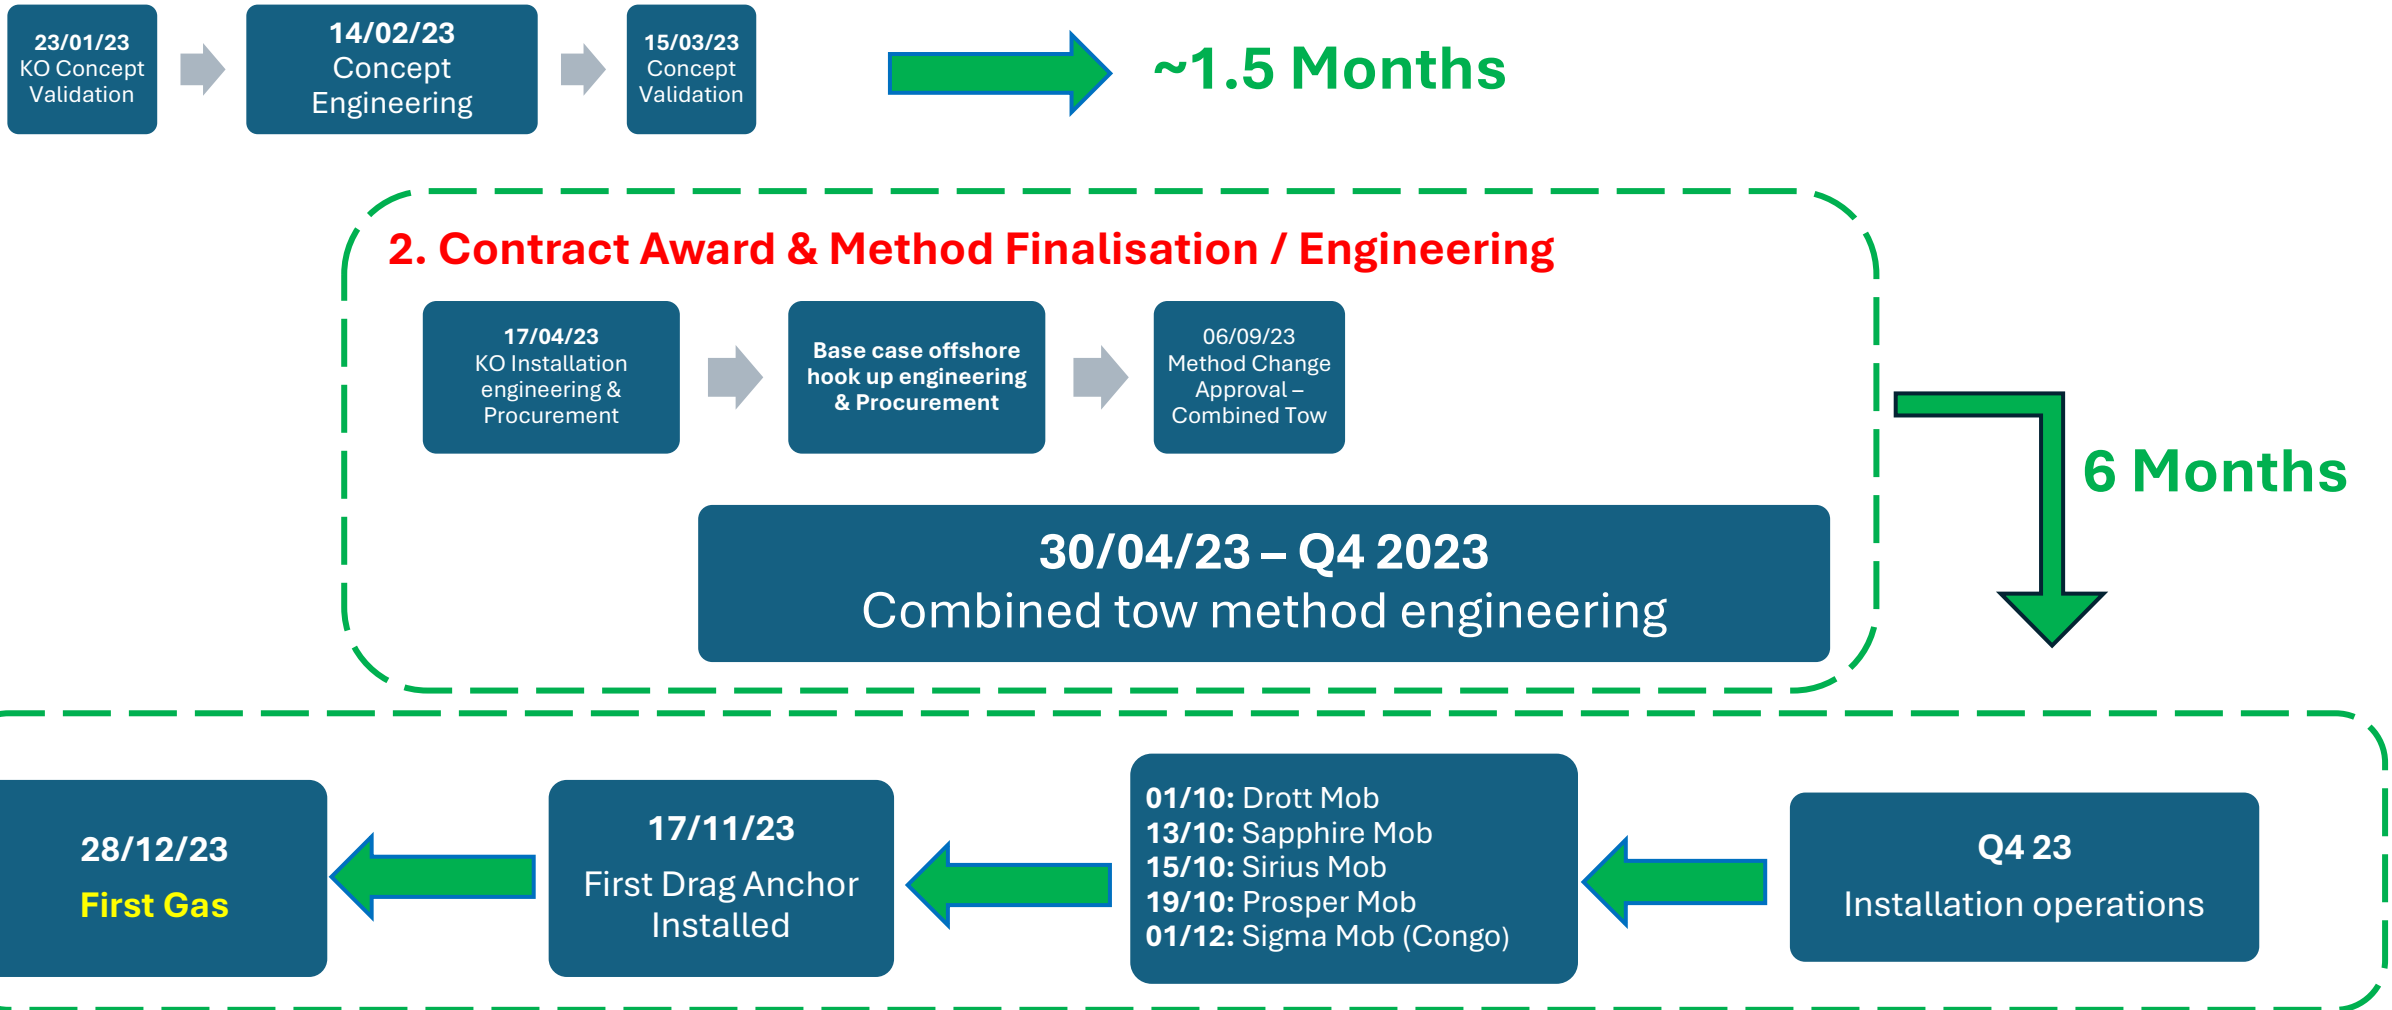 23/01/23
KO Concept
Validation
14/02/23
Concept
Engineering
15/03/23
Concept
Validation
~1.5 Months
2. Contract Award & Method Finalisation / Engineering
17/04/23
KO Installation
engineering &
Procurement
Base case offshore
hook up engineering
& Procurement
06/09/23
Method Change
Approval –
Combined Tow
6 Months
30/04/23 – Q4 2023
Combined tow method engineering
28/12/23
First Gas
17/11/23
First Drag Anchor
Installed
01/10: Drott Mob
13/10: Sapphire Mob
15/10: Sirius Mob
19/10: Prosper Mob
01/12: Sigma Mob (Congo)
Q4 23
Installation operations